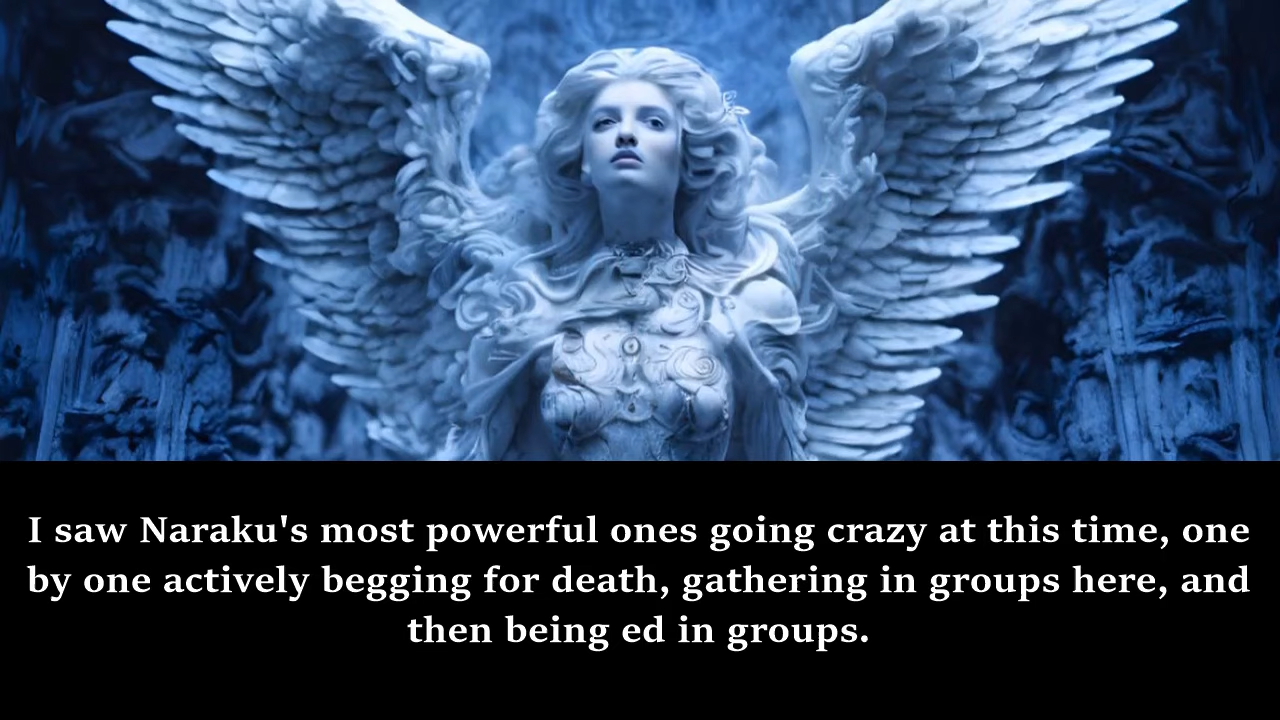 I saw Naraku's most powerful ones going crazy at this time, one
by one actively begging for death, gathering in groups here, and
then being ed in groups.